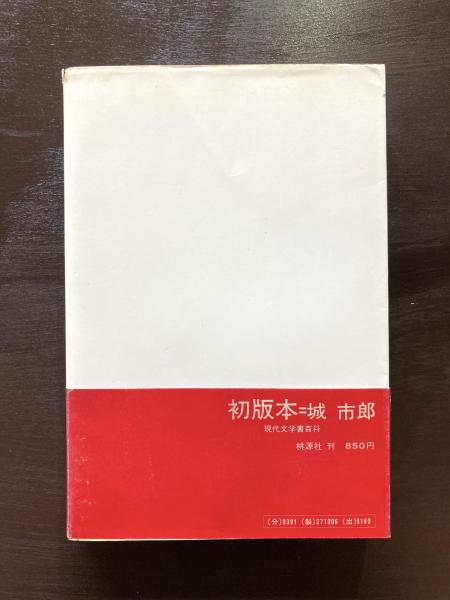 初版本=城 市郎
現代文学書百科
桃源社 刊 850円
(分)0391 (製)271006 (出)5160